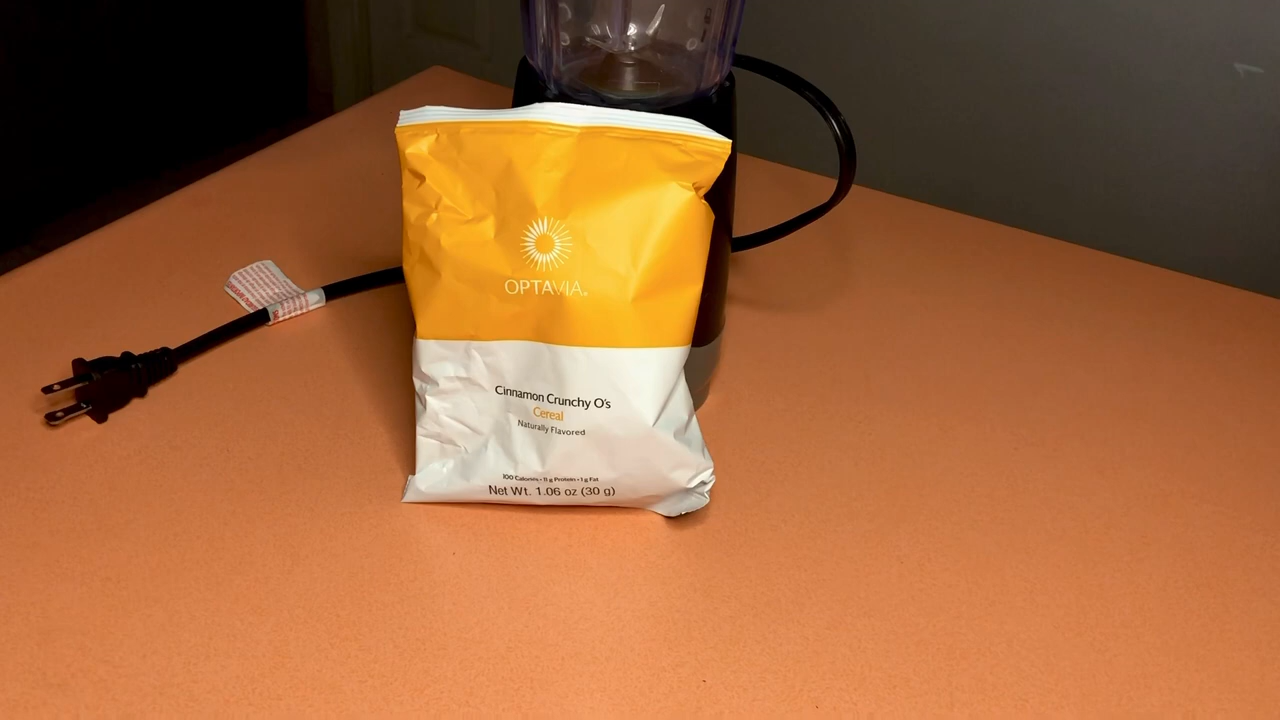 OPTAVIA®
Cinnamon Crunchy O's
Cereal
Naturally Flavored
100 Calories • 11 g Protein • 1 g Fat
Net Wt. 1.06 oz (30 g)